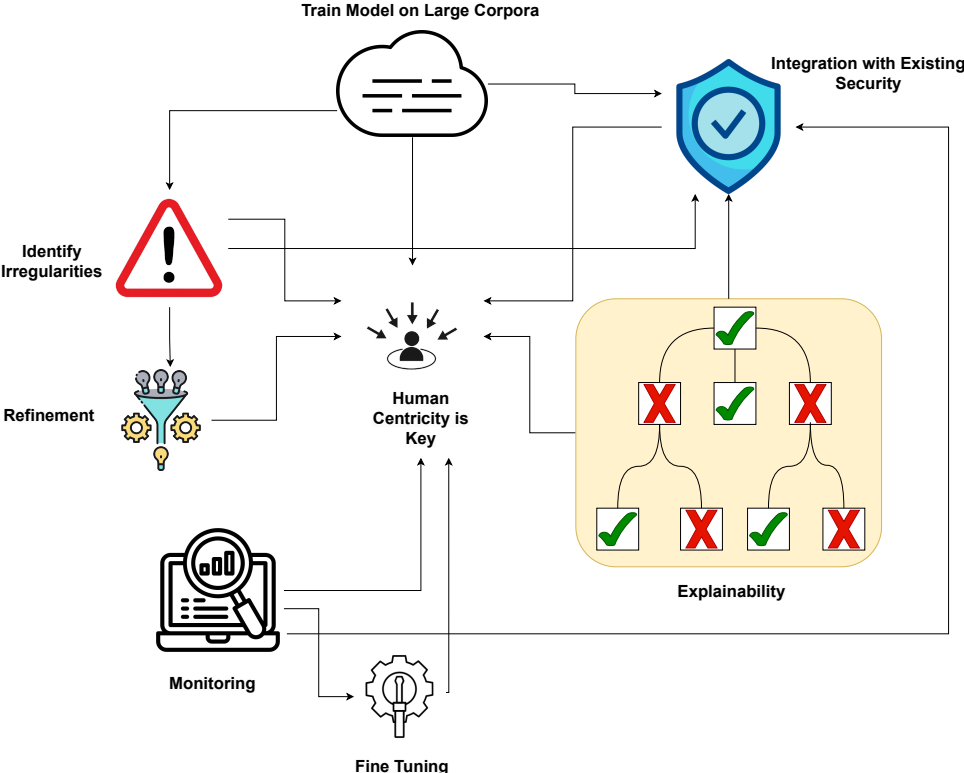 Train Model on Large Corpora
Integration with Existing
Security
Identify
Irregularities
Refinement
Human
Centricity is
Key
Explainability
Monitoring
Fine Tuning